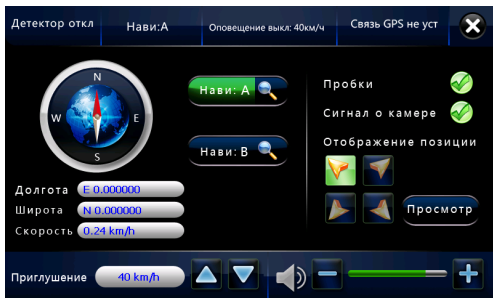 Детектор откл Нави:А Оповещение выкл: 40км/ч Связь GPS не уст
N
W E
S
Нави: A
Нави: B
Пробки
Сигнал о камере
Отображение позиции
Просмотр
Долгота E 0.000000
Широта N 0.000000
Скорость 0.24 km/h
Приглушение 40 km/h